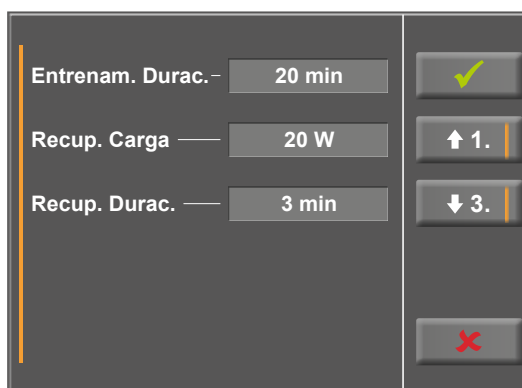 Entrenam. Durac. 20 min
Recup. Carga 20 W
1.
Recup. Durac. 3 min
3.